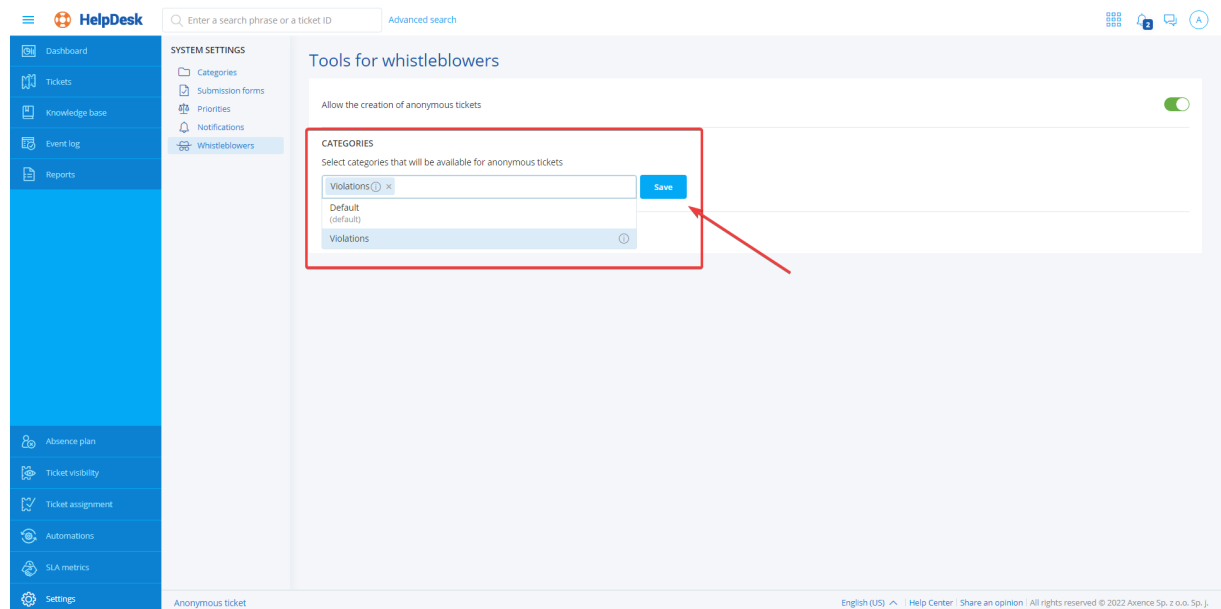 HelpDesk
Enter a search phrase or a ticket ID
Advanced search
2
A
Dashboard
Tickets
Knowledge base
Event log
Reports
Absence plan
Ticket visibility
Ticket assignment
Automations
SLA metrics
Settings
SYSTEM SETTINGS
Categories
Submission forms
Priorities
Notifications
Whistleblowers
Tools for whistleblowers
Allow the creation of anonymous tickets
CATEGORIES
Select categories that will be available for anonymous tickets
Violations
Save
Default
(default)
Violations
Anonymous ticket
English (US) | Help Center | Share an opinion | All rights reserved © 2022 Axence Sp. z o.o. Sp. j.